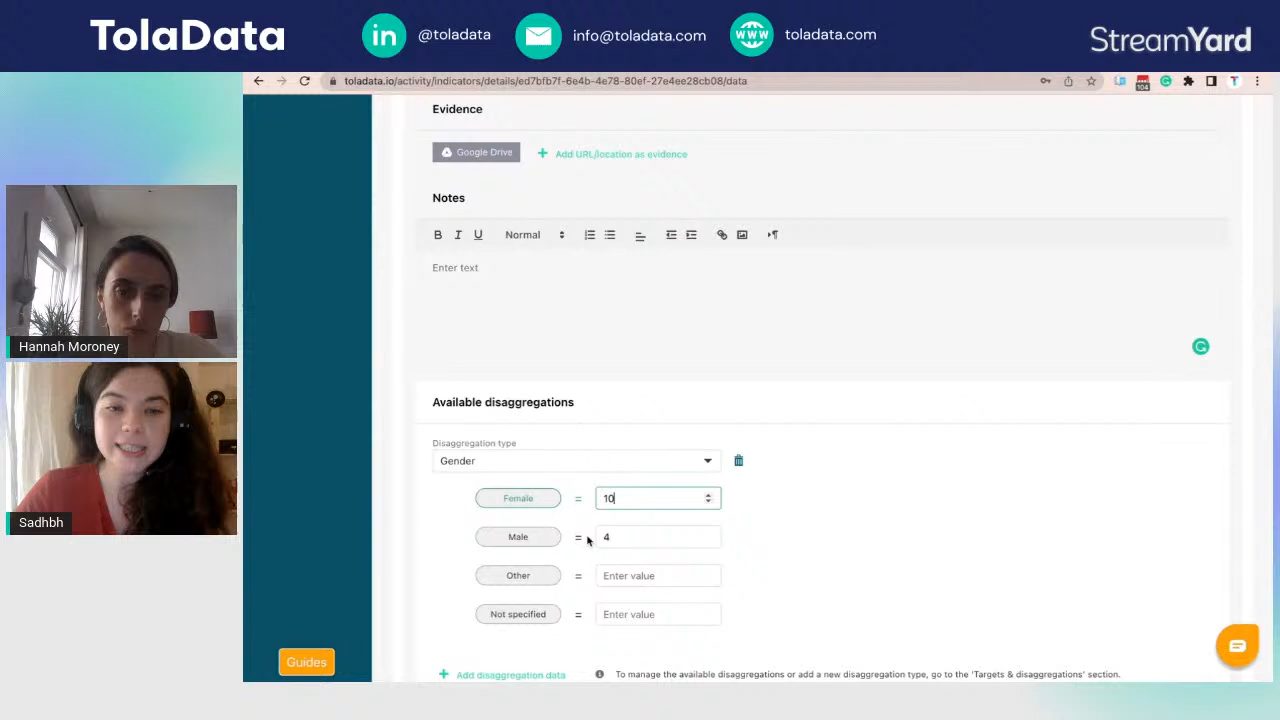 TolaData
in
@toladata
info@toladata.com
WWW
toladata.com
StreamYard
toladata.io/activity/indicators/details/ed7bfb7f-6e4b-4e78-80ef-27e4ee28cb08/data
104
T
Evidence
Google Drive
+ Add URL/location as evidence
Notes
B I U Normal
Enter text
Hannah Moroney
Sadhbh
Available disaggregations
Disaggregation type
Gender
Female = 10
Male = 4
Other = Enter value
Not specified = Enter value
Guides
+ Add disaggregation data
To manage the available disaggregations or add a new disaggregation type, go to the 'Targets & disaggregations' section.